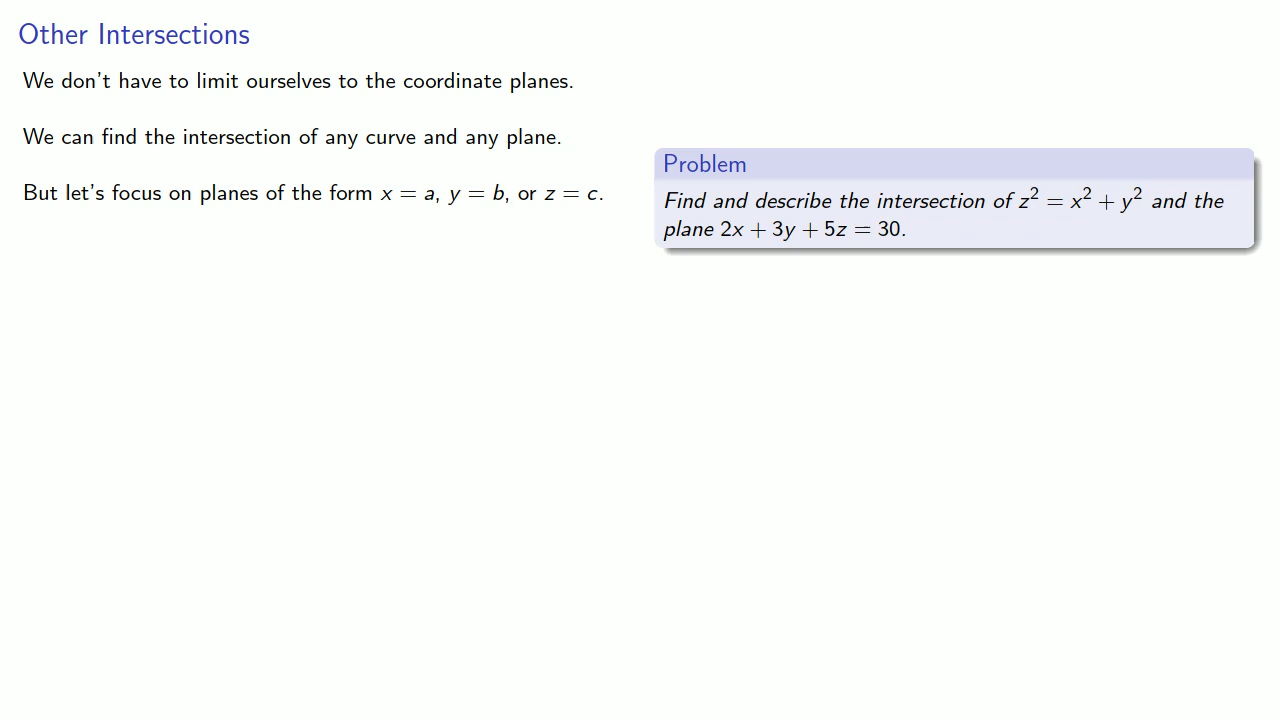 Other Intersections
We don't have to limit ourselves to the coordinate planes.
We can find the intersection of any curve and any plane.
But let's focus on planes of the form x = a, y = b, or z = c.
Problem
Find and describe the intersection of z² = x² + y² and the
plane 2x + 3y + 5z = 30.